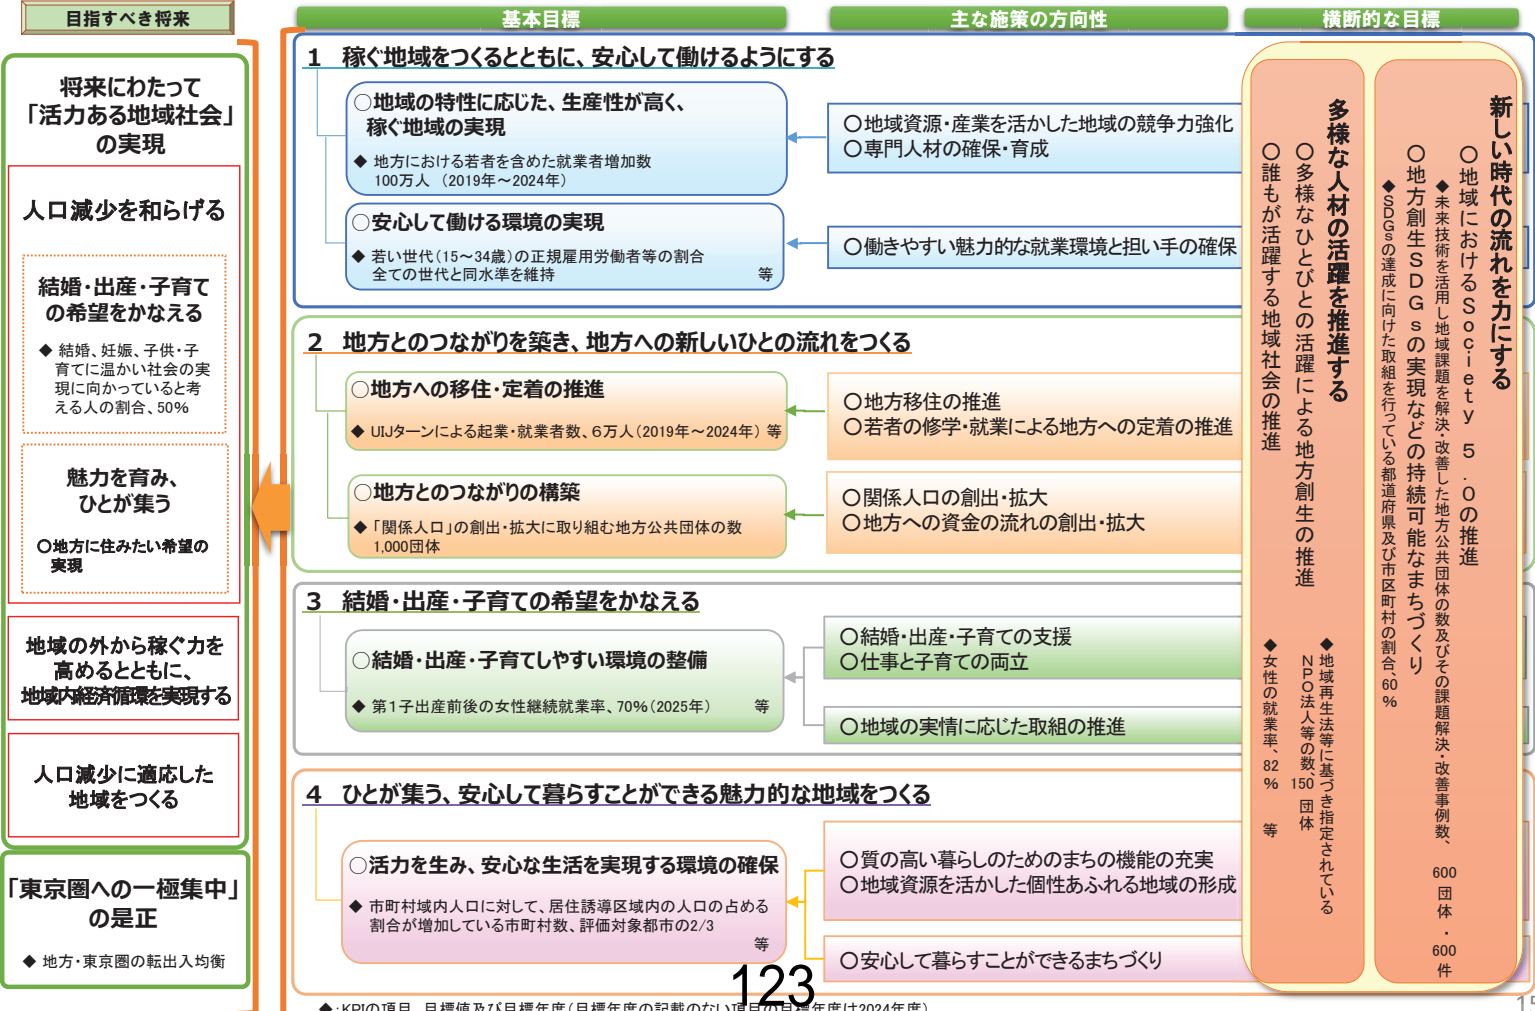 目指すべき将来
将来にわたって
「活力ある地域社会」
の実現
人口減少を和らげる
結婚・出産・子育て
の希望をかなえる
◆ 結婚、妊娠、子供・子
育てに温かい社会の実
現に向かっていると考
える人の割合、50%
魅力を育み、
ひとが集う
○地方に住みたい希望の
実現
地域の外から稼ぐ力を
高めるとともに、
地域内経済循環を実現する
人口減少に適応した
地域をつくる
「東京圏への一極集中」
の是正
◆ 地方・東京圏の転出入均衡
基本目標
主な施策の方向性
横断的な目標
1 稼ぐ地域をつくるとともに、安心して働けるようにする
○地域の特性に応じた、生産性が高く、
稼ぐ地域の実現
◆ 地方における若者を含めた就業者増加数
100万人 （2019年～2024年）
○地域資源・産業を活かした地域の競争力強化
○専門人材の確保・育成
○安心して働ける環境の実現
◆ 若い世代（15～34歳）の正規雇用労働者等の割合
全ての世代と同水準を維持 等
○働きやすい魅力的な就業環境と担い手の確保
2 地方とのつながりを築き、地方への新しいひとの流れをつくる
○地方への移住・定着の推進
◆ UIJターンによる起業・就業者数、6万人（2019年～2024年） 等
○地方移住の推進
○若者の修学・就業による地方への定着の推進
○地方とのつながりの構築
◆ 「関係人口」の創出・拡大に取り組む地方公共団体の数
1,000団体
○関係人口の創出・拡大
○地方への資金の流れの創出・拡大
3 結婚・出産・子育ての希望をかなえる
○結婚・出産・子育てしやすい環境の整備
◆ 第1子出産前後の女性継続就業率、70%（2025年） 等
○結婚・出産・子育ての支援
○仕事と子育ての両立
○地域の実情に応じた取組の推進
4 ひとが集う、安心して暮らすことができる魅力的な地域をつくる
○活力を生み、安心な生活を実現する環境の確保
◆ 市町村域内人口に対して、居住誘導区域内の人口の占める
割合が増加している市町村数、評価対象都市の2/3
等
○質の高い暮らしのためのまちの機能の充実
○地域資源を活かした個性あふれる地域の形成
○安心して暮らすことができるまちづくり
新しい時代の流れを力にする
○地域におけるSociety 5.0の推進
◆未来技術を活用し地域課題を解決・改善した地方公共団体の数及びその課題解決・改善事例数、600団体・600件
○地方創生SDGsの実現などの持続可能なまちづくり
◆SDGsの達成に向けた取組を行っている都道府県及び市区町村の割合、60%
多様な人材の活躍を推進する
○多様なひとびとの活躍による地方創生の推進
◆地域再生法等に基づき指定されている
NPO法人等の数、150団体
○誰もが活躍する地域社会の推進
◆女性の就業率、82% 等
◆：KPIの項目、目標値及び目標年度（目標年度の記載のない項目の目標年度は2024年度）
123